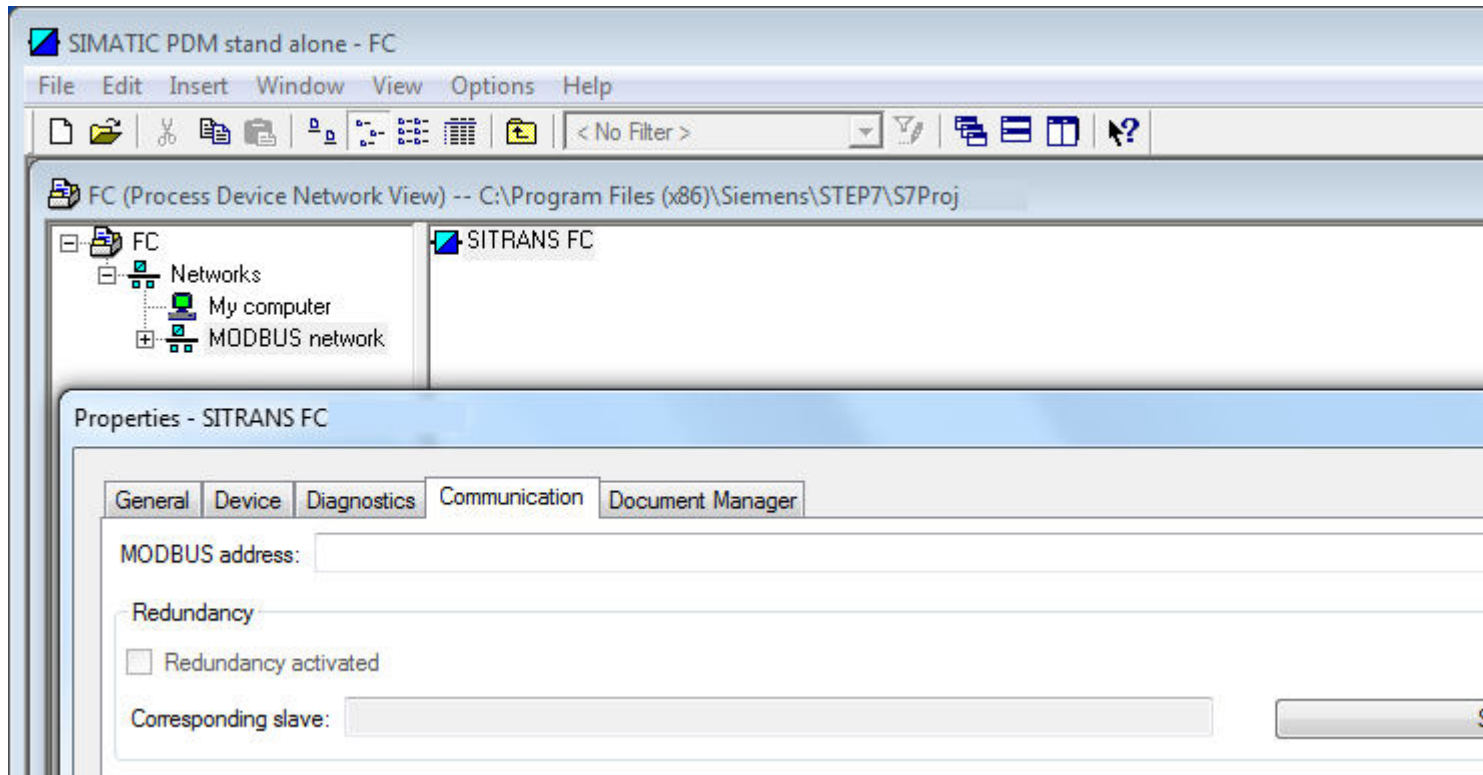 SIMATIC PDM stand alone - FC
File Edit Insert Window View Options Help
< No Filter >
FC (Process Device Network View) -- C:\Program Files (x86)\Siemens\STEP7\S7Proj
FC
SITRANS FC
Networks
My computer
MODBUS network
Properties - SITRANS FC
General Device Diagnostics Communication Document Manager
MODBUS address:
Redundancy
Redundancy activated
Corresponding slave: